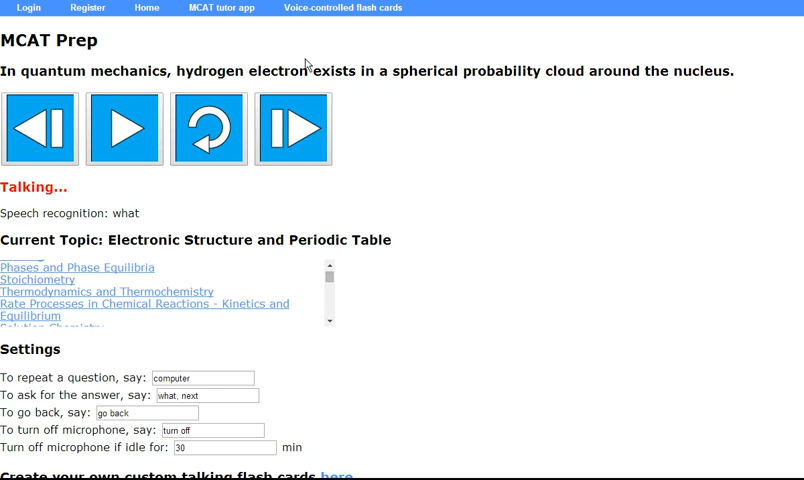 Login Register Home MCAT tutor app Voice-controlled flash cards
MCAT Prep
In quantum mechanics, hydrogen electron exists in a spherical probability cloud around the nucleus.
Talking...
Speech recognition: what
Current Topic: Electronic Structure and Periodic Table
Phases and Phase Equilibria
Stoichiometry
Thermodynamics and Thermochemistry
Rate Processes in Chemical Reactions - Kinetics and
Equilibrium
Solution Chemistry
Settings
To repeat a question, say: computer
To ask for the answer, say: what, next
To go back, say: go back
To turn off microphone, say: turn off
Turn off microphone if idle for: 30 min
Create your own custom talking flash cards here